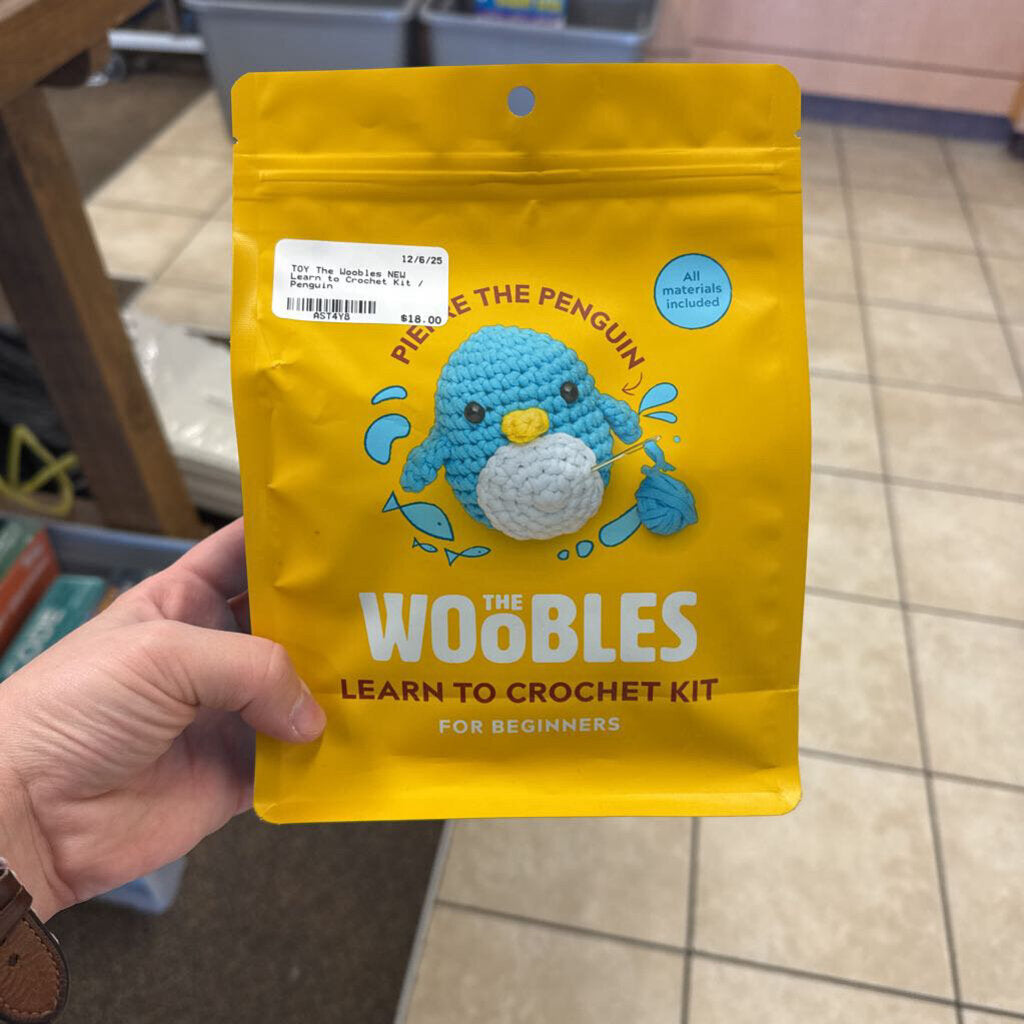 12/6/25
TOY The Woobles NEW
Learn to Crochet Kit /
Penguin
AST4Y8
$18.00
All
materials
included
PIERRE THE PENGUIN
THE
WOOBLES
LEARN TO CROCHET KIT
FOR BEGINNERS